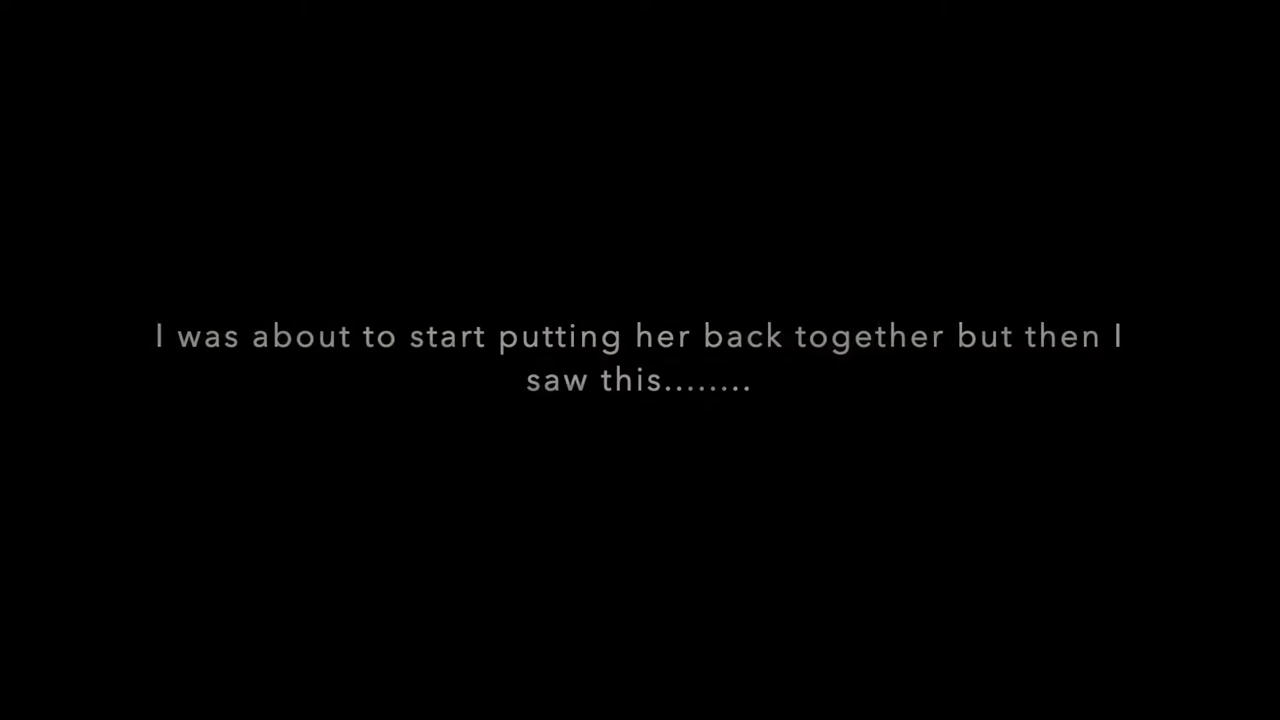 I was about to start putting her back together but then I
saw this........